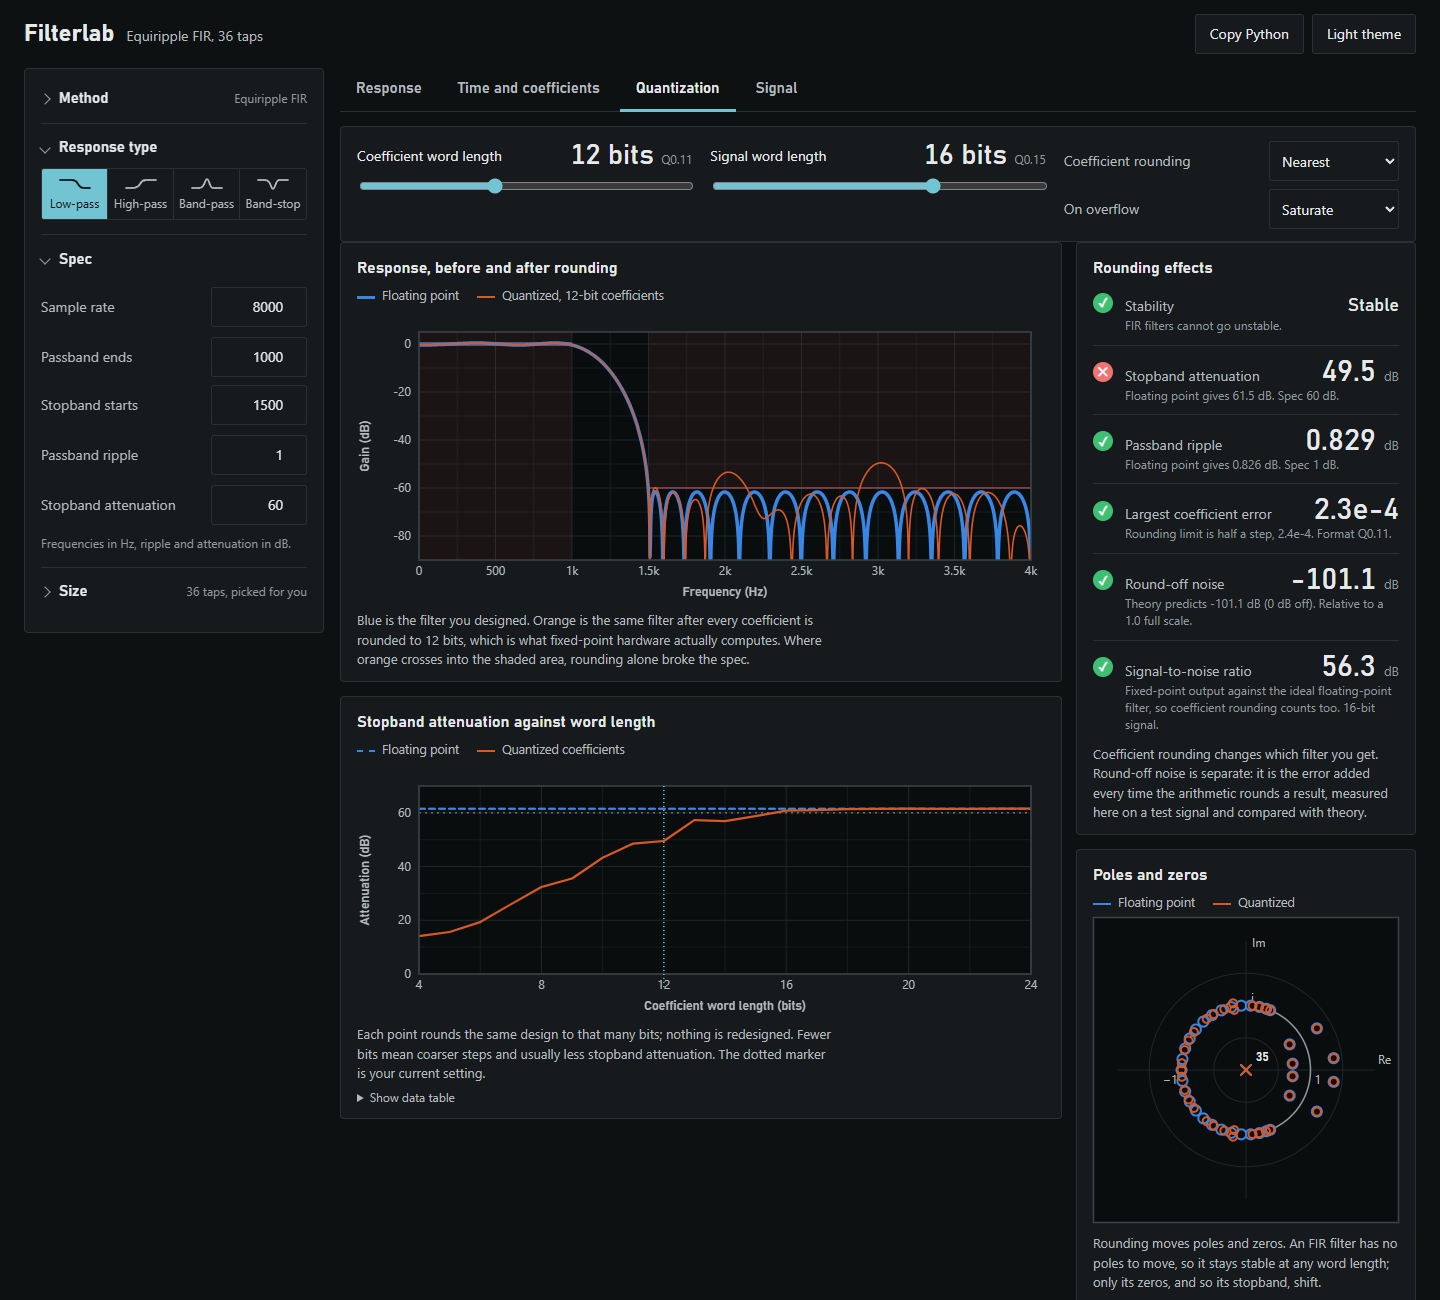 Filterlab Equiripple FIR, 36 taps
Copy Python
Light theme
Method Equiripple FIR
Response type
Low-pass High-pass Band-pass Band-stop
Spec
Sample rate 8000
Passband ends 1000
Stopband starts 1500
Passband ripple 1
Stopband attenuation 60
Frequencies in Hz, ripple and attenuation in dB.
Size 36 taps, picked for you
Response Time and coefficients Quantization Signal
Coefficient word length 12 bits Q0.11
Signal word length 16 bits Q0.15
Coefficient rounding Nearest
On overflow Saturate
Response, before and after rounding
Floating point Quantized, 12-bit coefficients
0
-20
-40
-60
-80
Gain (dB)
0 500 1k 1.5k 2k 2.5k 3k 3.5k 4k
Frequency (Hz)
Blue is the filter you designed. Orange is the same filter after every coefficient is
rounded to 12 bits, which is what fixed-point hardware actually computes. Where
orange crosses into the shaded area, rounding alone broke the spec.
Stopband attenuation against word length
Floating point Quantized coefficients
60
40
20
0
Attenuation (dB)
4 8 12 16 20 24
Coefficient word length (bits)
Each point rounds the same design to that many bits; nothing is redesigned. Fewer
bits mean coarser steps and usually less stopband attenuation. The dotted marker
is your current setting.
Show data table
Rounding effects
Stability Stable
FIR filters cannot go unstable.
Stopband attenuation 49.5 dB
Floating point gives 61.5 dB. Spec 60 dB.
Passband ripple 0.829 dB
Floating point gives 0.826 dB. Spec 1 dB.
Largest coefficient error 2.3e-4
Rounding limit is half a step, 2.4e-4. Format Q0.11.
Round-off noise -101.1 dB
Theory predicts -101.1 dB (0 dB off). Relative to a
1.0 full scale.
Signal-to-noise ratio 56.3 dB
Fixed-point output against the ideal floating-point
filter, so coefficient rounding counts too. 16-bit
signal.
Coefficient rounding changes which filter you get.
Round-off noise is separate: it is the error added
every time the arithmetic rounds a result, measured
here on a test signal and compared with theory.
Poles and zeros
Floating point Quantized
Im
i
35
Re
−1 1
Rounding moves poles and zeros. An FIR filter has no
poles to move, so it stays stable at any word length;
only its zeros, and so its stopband, shift.